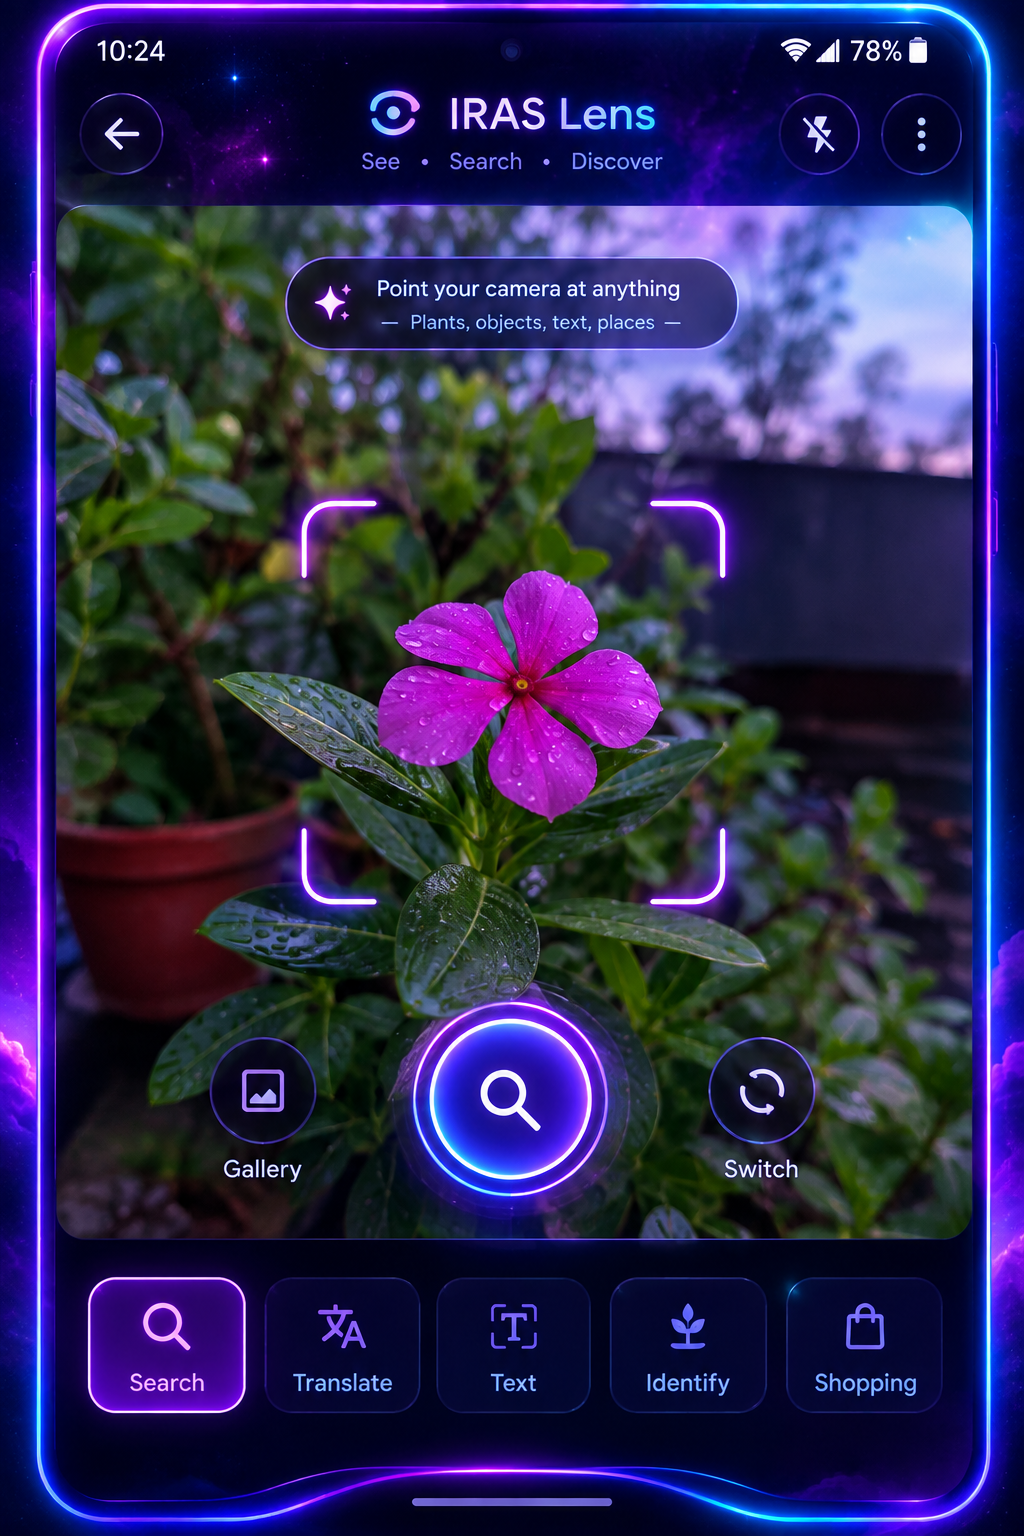 10:24
78%
IRAS Lens
See • Search • Discover
Point your camera at anything
— Plants, objects, text, places —
Gallery
Switch
Search
Translate
Text
Identify
Shopping